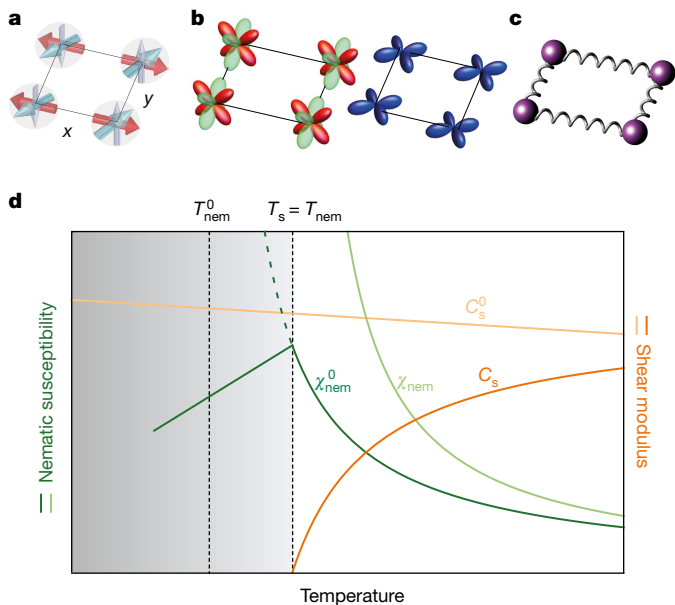 a
b
c
x
y
d
T⁰nem
Ts = Tnem
Nematic susceptibility
C⁰s
χ⁰nem
χnem
Cs
Shear modulus
Temperature